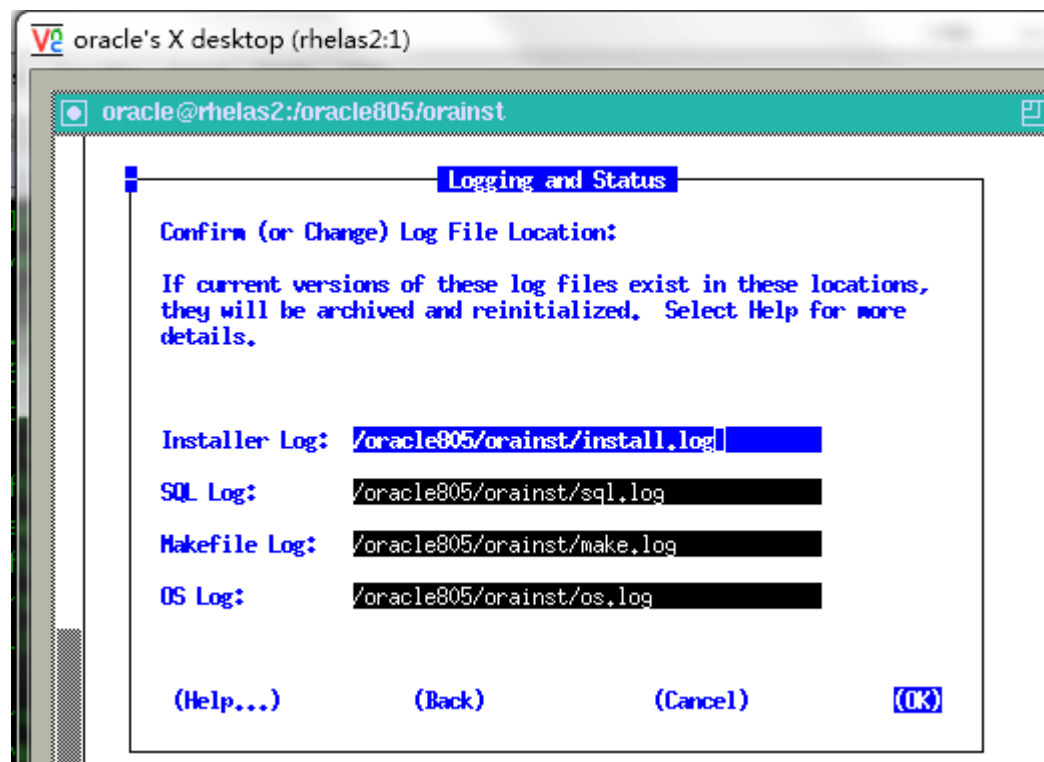 oracle's X desktop (rhelas2:1)
oracle@rhelas2:/oracle805/orainst
Logging and Status
Confirm (or Change) Log File Location:
If current versions of these log files exist in these locations,
they will be archived and reinitialized.  Select Help for more
details.
Installer Log: /oracle805/orainst/install.log
SQL Log: /oracle805/orainst/sql.log
Makefile Log: /oracle805/orainst/make.log
OS Log: /oracle805/orainst/os.log
(Help...) (Back) (Cancel) (OK)